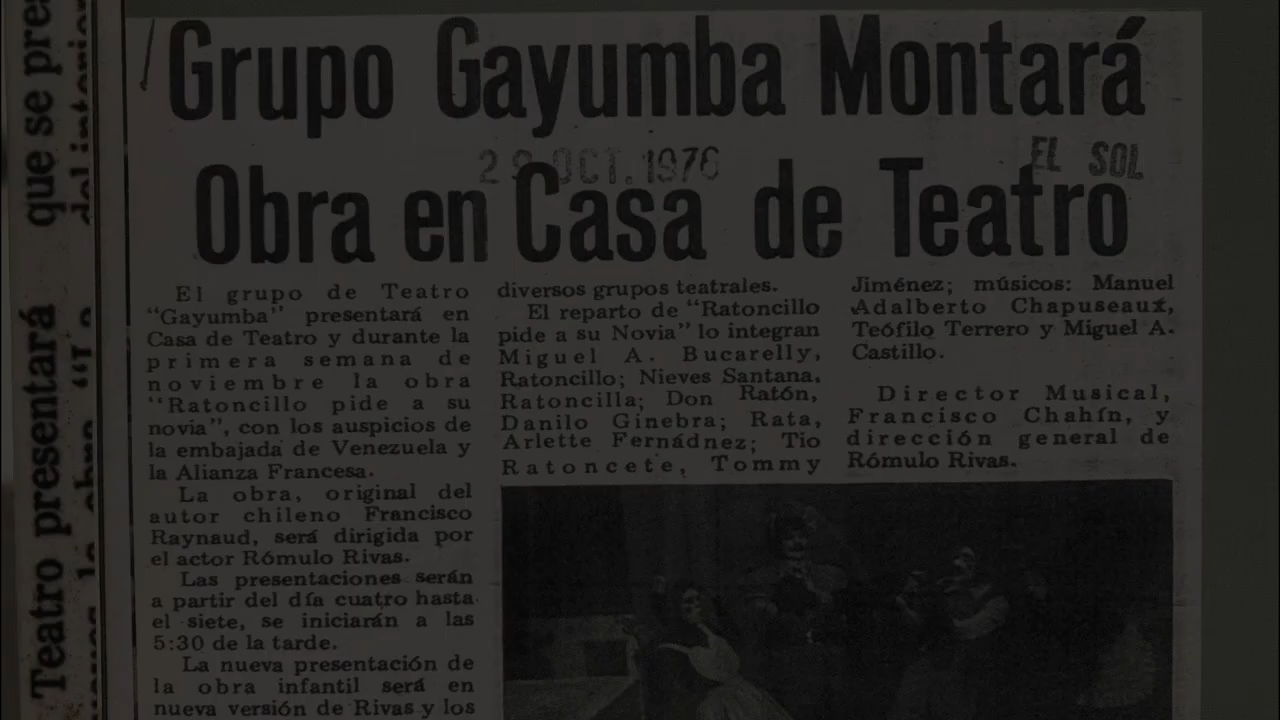 Grupo Gayumba Montará
Obra en Casa de Teatro
OCT. 1976
EL SOL
El grupo de Teatro
"Gayumba" presentará en
Casa de Teatro y durante la
primera semana de
noviembre la obra
"Ratoncillo pide a su
novia", con los auspicios de
la embajada de Venezuela y
la Alianza Francesa.
La obra, original del
autor chileno Francisco
Raynaud, será dirigida por
el actor Rómulo Rivas.
Las presentaciones serán
a partir del día cuatro hasta
el siete, se iniciarán a las
5:30 de la tarde.
La nueva presentación de
la obra infantil será en
nueva versión de Rivas y los
diversos grupos teatrales.
El reparto de "Ratoncillo
pide a su Novia" lo integran
Miguel A. Bucarelly,
Ratoncillo; Nieves Santana,
Ratoncilla; Don Ratón,
Danilo Ginebra; Rata,
Arlette Fernádnez; Tio
Ratoncete, Tommy
Jiménez; músicos: Manuel
Adalberto Chapuseaux,
Teófilo Terrero y Miguel A.
Castillo.
Director Musical,
Francisco Chahín, y
dirección general de
Rómulo Rivas.
Teatro presentará que se pre